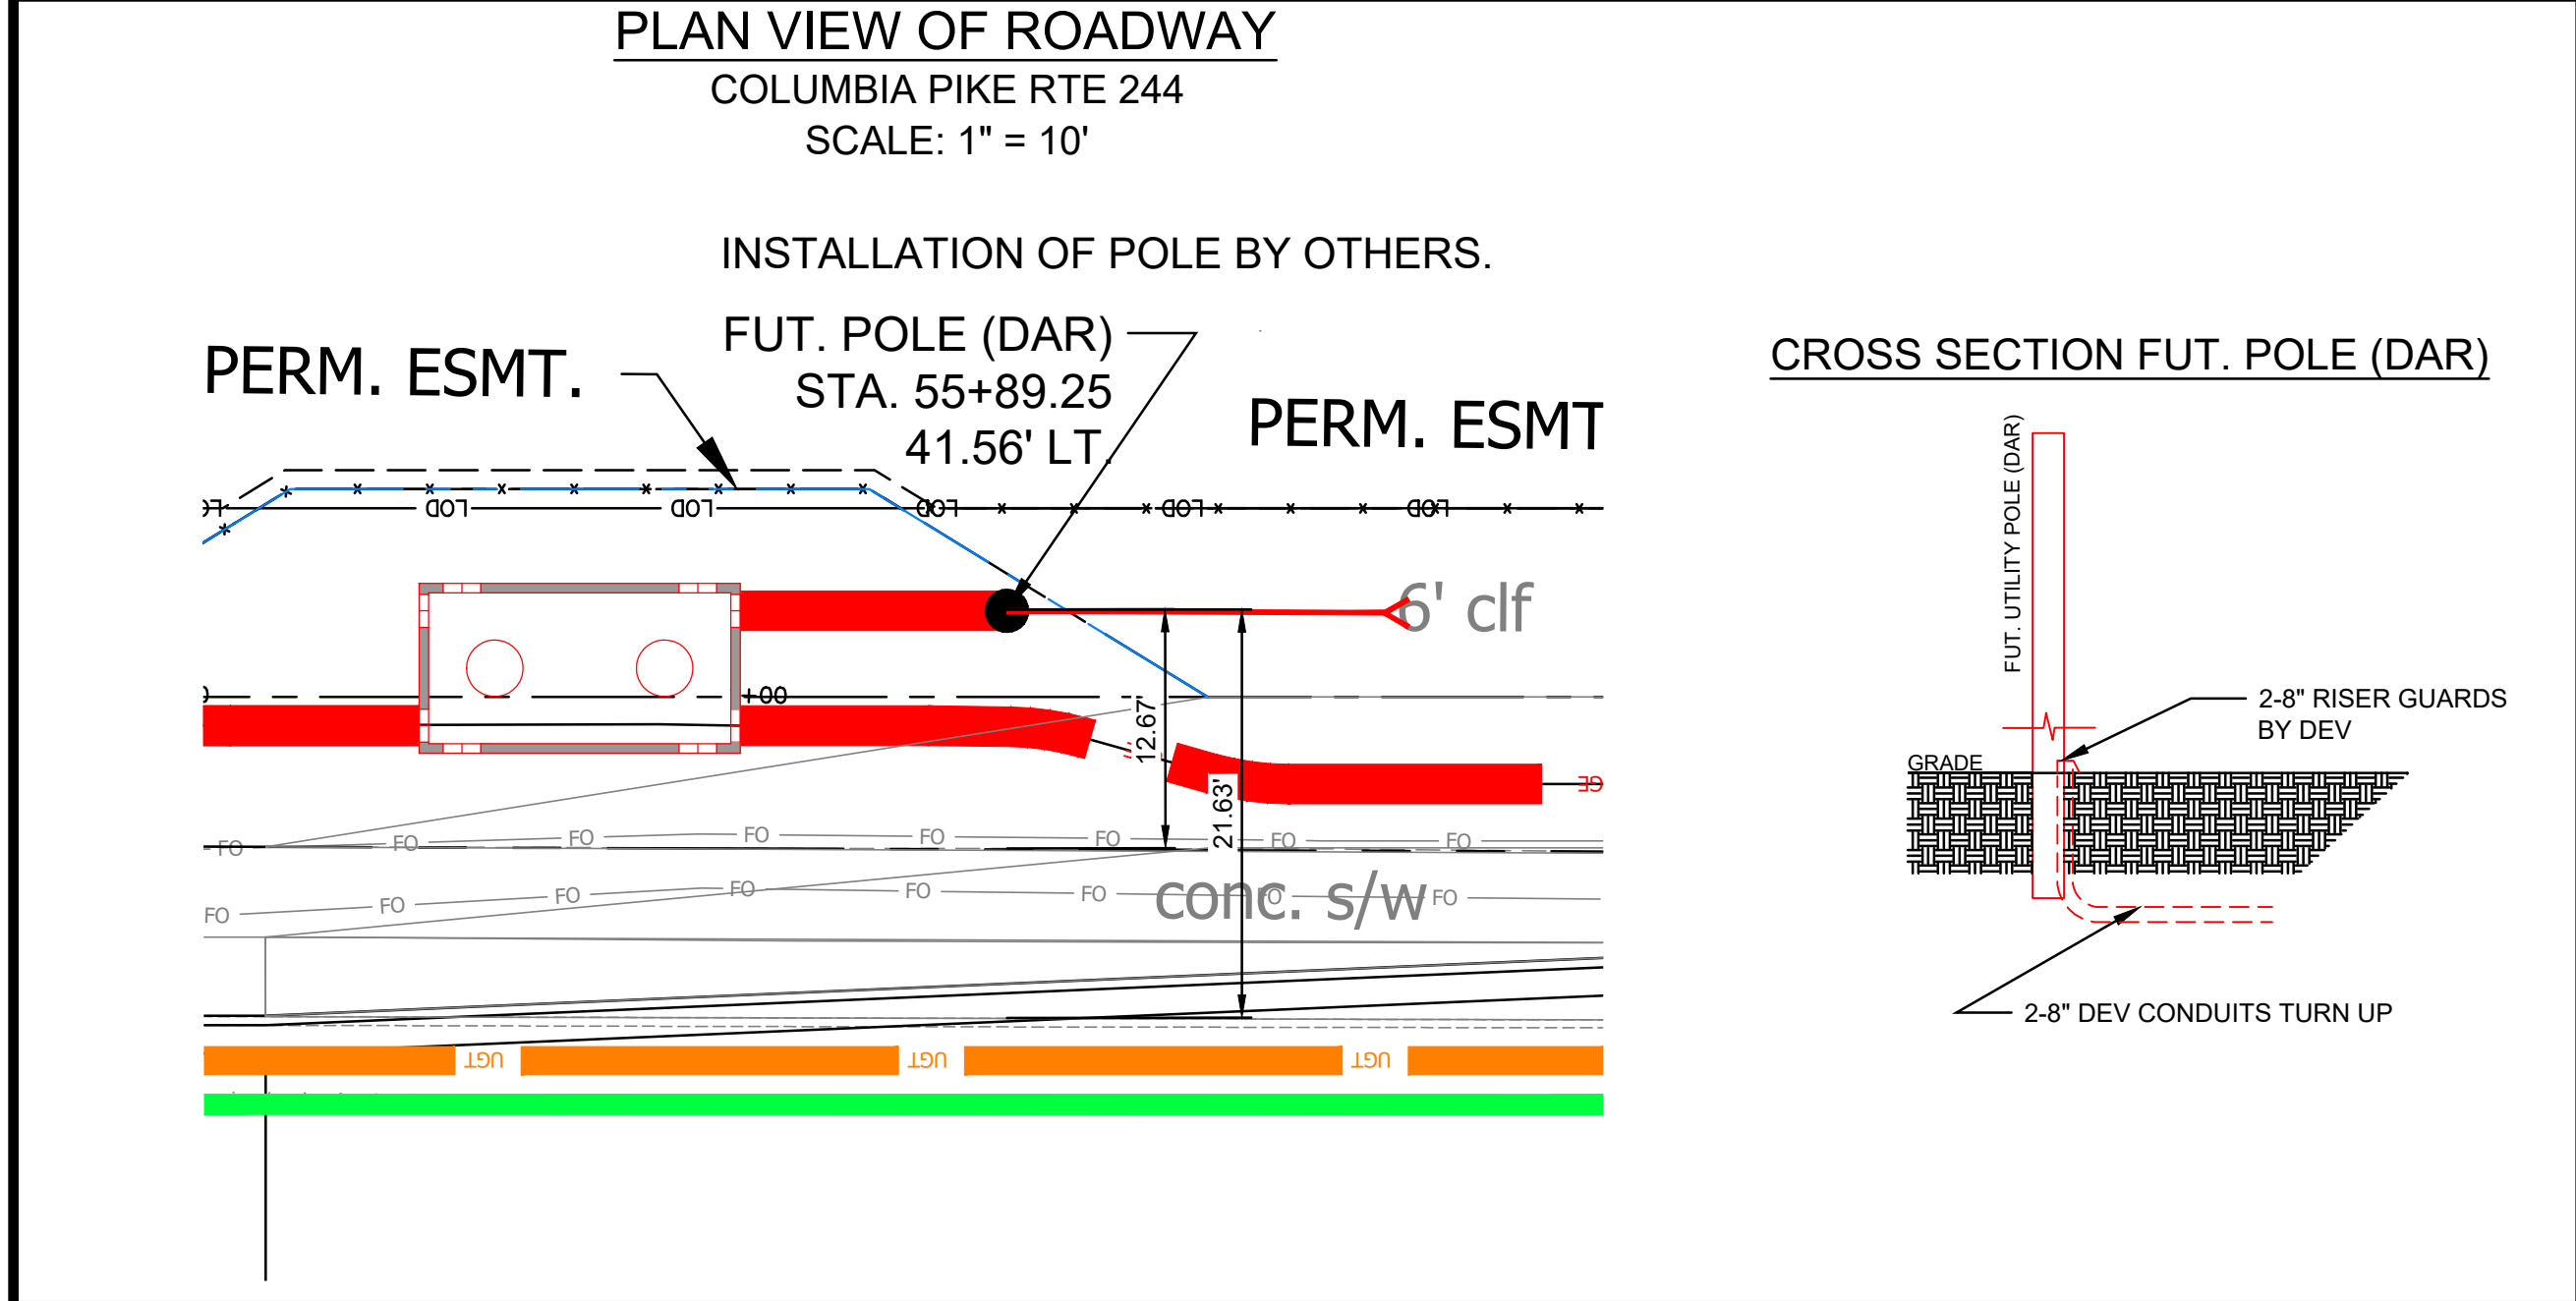 PLAN VIEW OF ROADWAY
COLUMBIA PIKE RTE 244
SCALE: 1" = 10'
INSTALLATION OF POLE BY OTHERS.
FUT. POLE (DAR)
STA. 55+89.25
41.56' LT.
PERM. ESMT.
PERM. ESMT
LOD LOD LOD LOD LOD
6' clf
+00
12.67'
21.63'
GE
FO FO FO FO FO FO FO FO
conc. s/w
FO FO FO FO FO FO FO FO
UGT UGT UGT
CROSS SECTION FUT. POLE (DAR)
FUT. UTILITY POLE (DAR)
2-8" RISER GUARDS
BY DEV
GRADE
2-8" DEV CONDUITS TURN UP